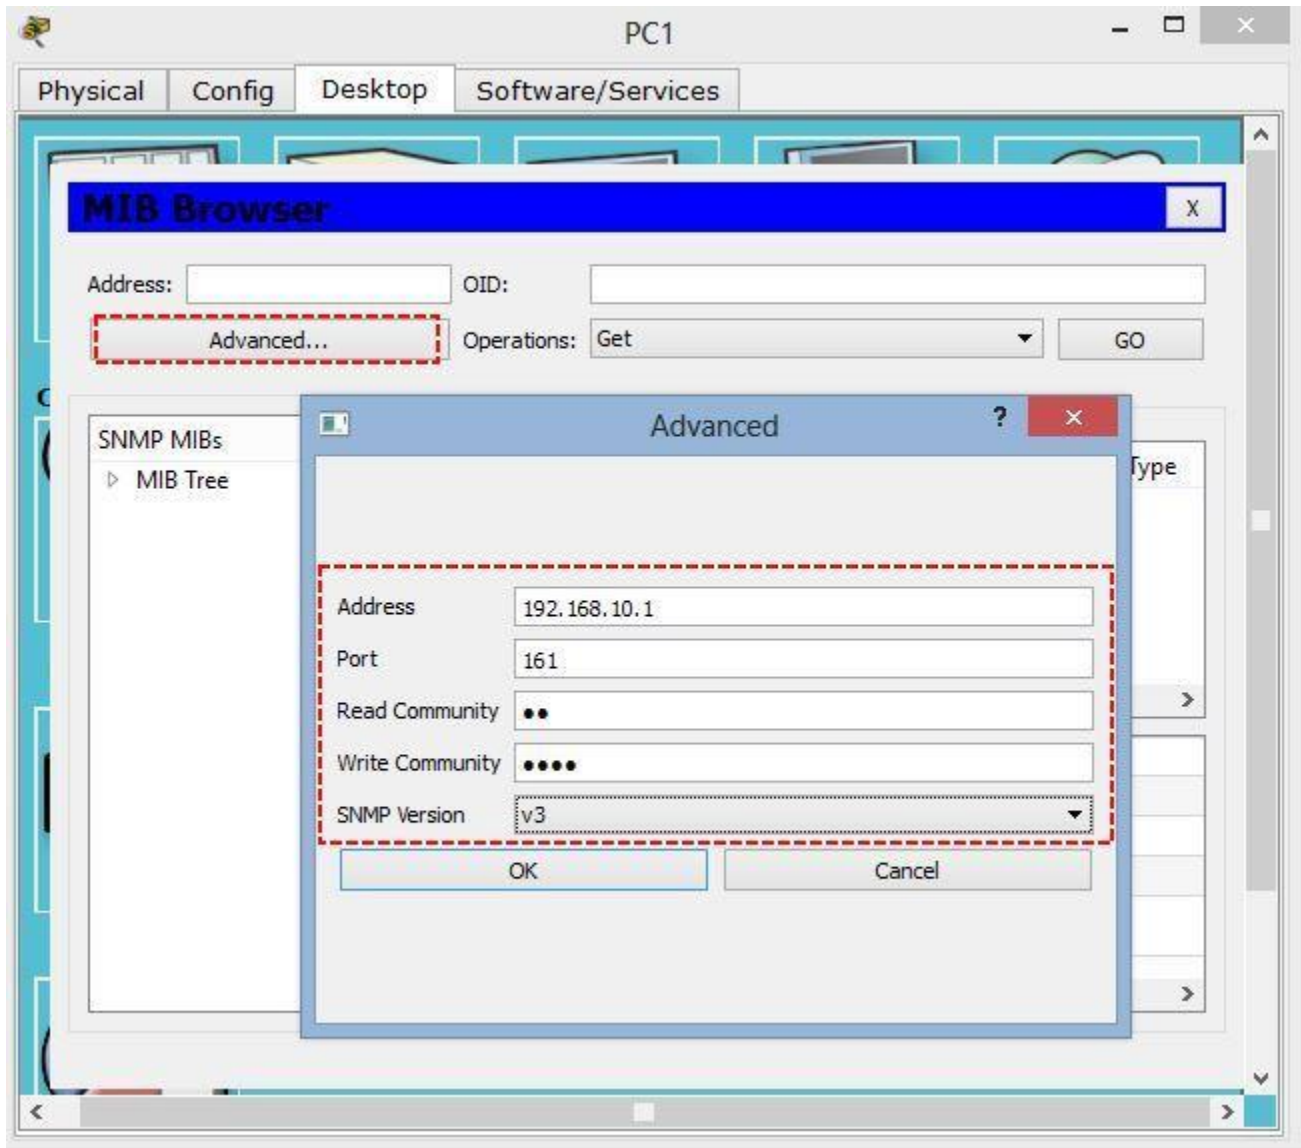 PC1
Physical Config Desktop Software/Services
MIB Browser X
Address: OID:
Advanced... Operations: Get GO
SNMP MIBs
MIB Tree
Type
Advanced ?
Address 192.168.10.1
Port 161
Read Community ●●
Write Community ●●●●
SNMP Version v3
OK Cancel